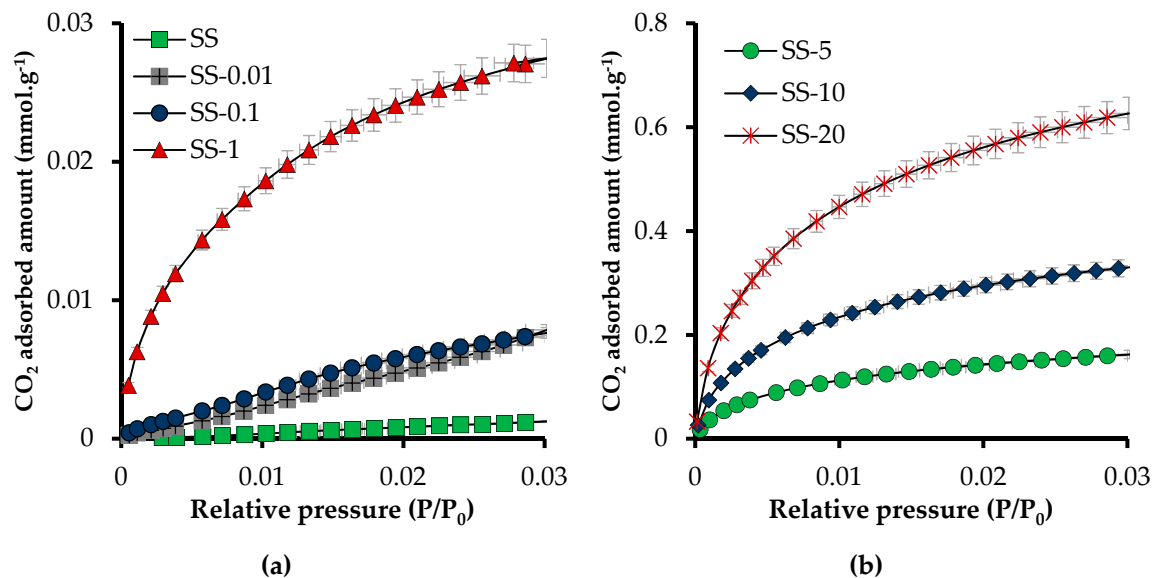 CO2 adsorbed amount (mmol.g-1)
0.03
0.02
0.01
0
SS
SS-0.01
SS-0.1
SS-1
0
0.01
0.02
0.03
Relative pressure (P/P0)
(a)
CO2 adsorbed amount (mmol.g-1)
0.8
0.6
0.4
0.2
0
SS-5
SS-10
SS-20
0
0.01
0.02
0.03
Relative pressure (P/P0)
(b)